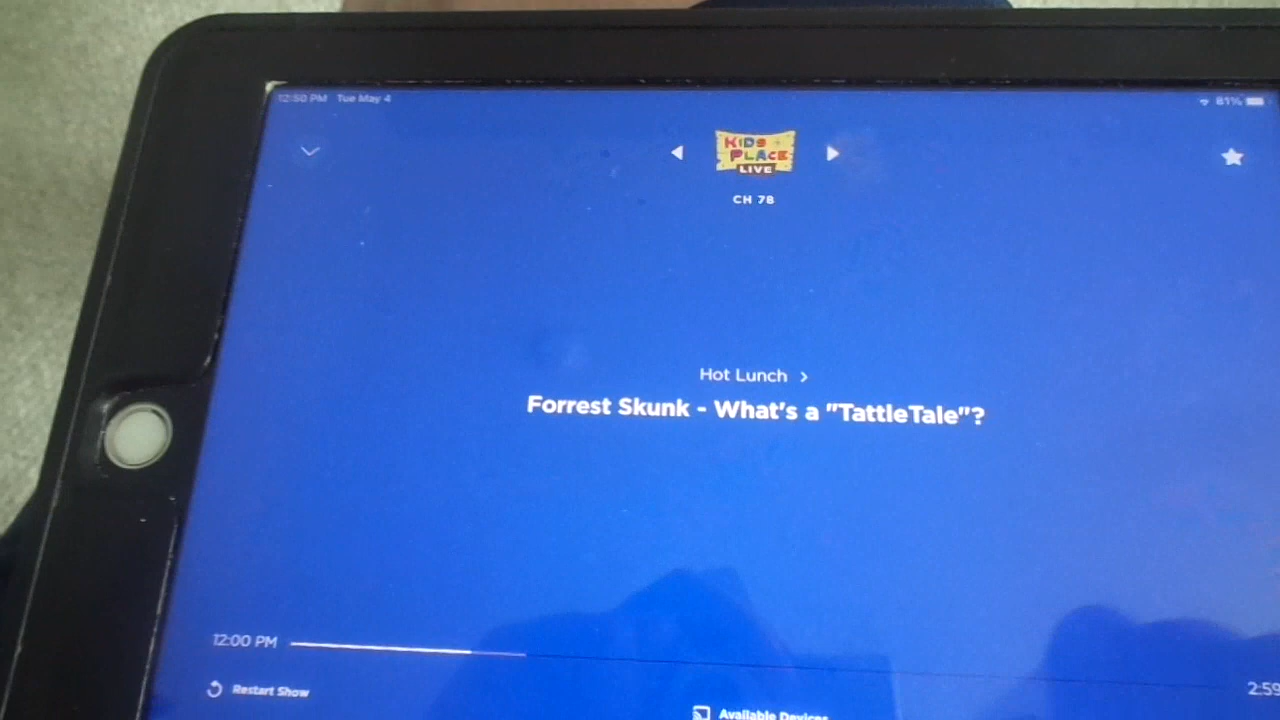 12:50 PM Tue May 4
81%
KIDS
PLACE
LIVE
CH 78
Hot Lunch >
Forrest Skunk - What's a "TattleTale"?
12:00 PM
2:59
Restart Show
Available Devices